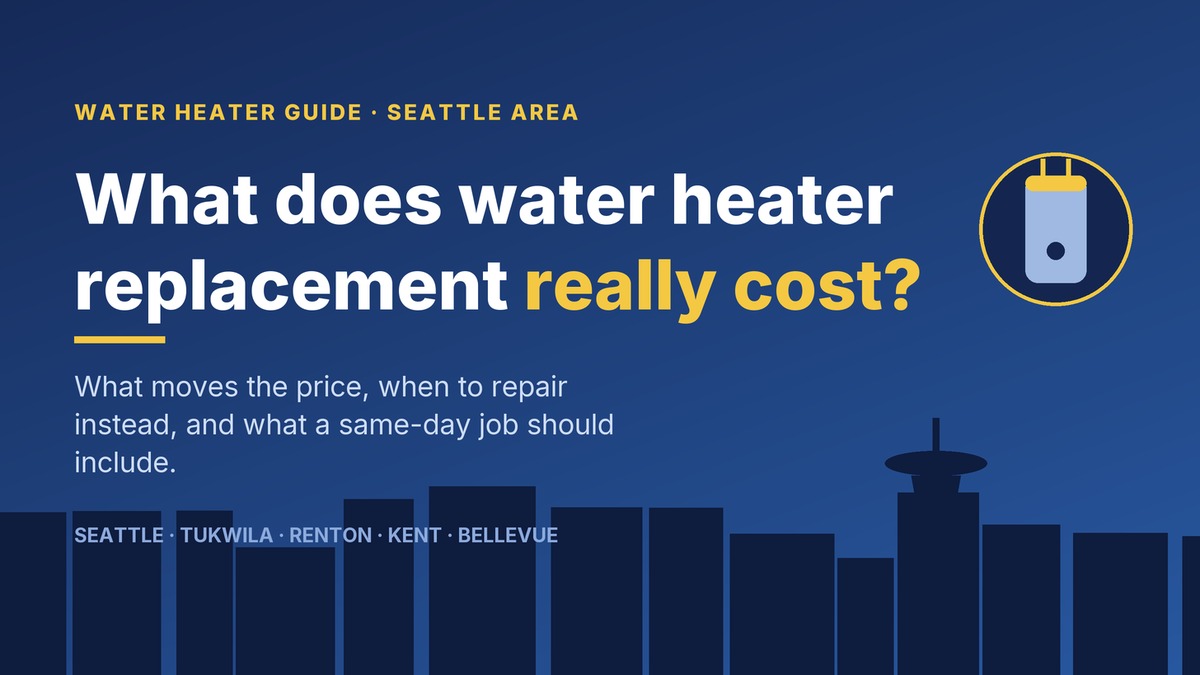 WATER HEATER GUIDE · SEATTLE AREA
What does water heater
replacement really cost?
What moves the price, when to repair
instead, and what a same-day job should
include.
SEATTLE · TUKWILA · RENTON · KENT · BELLEVUE